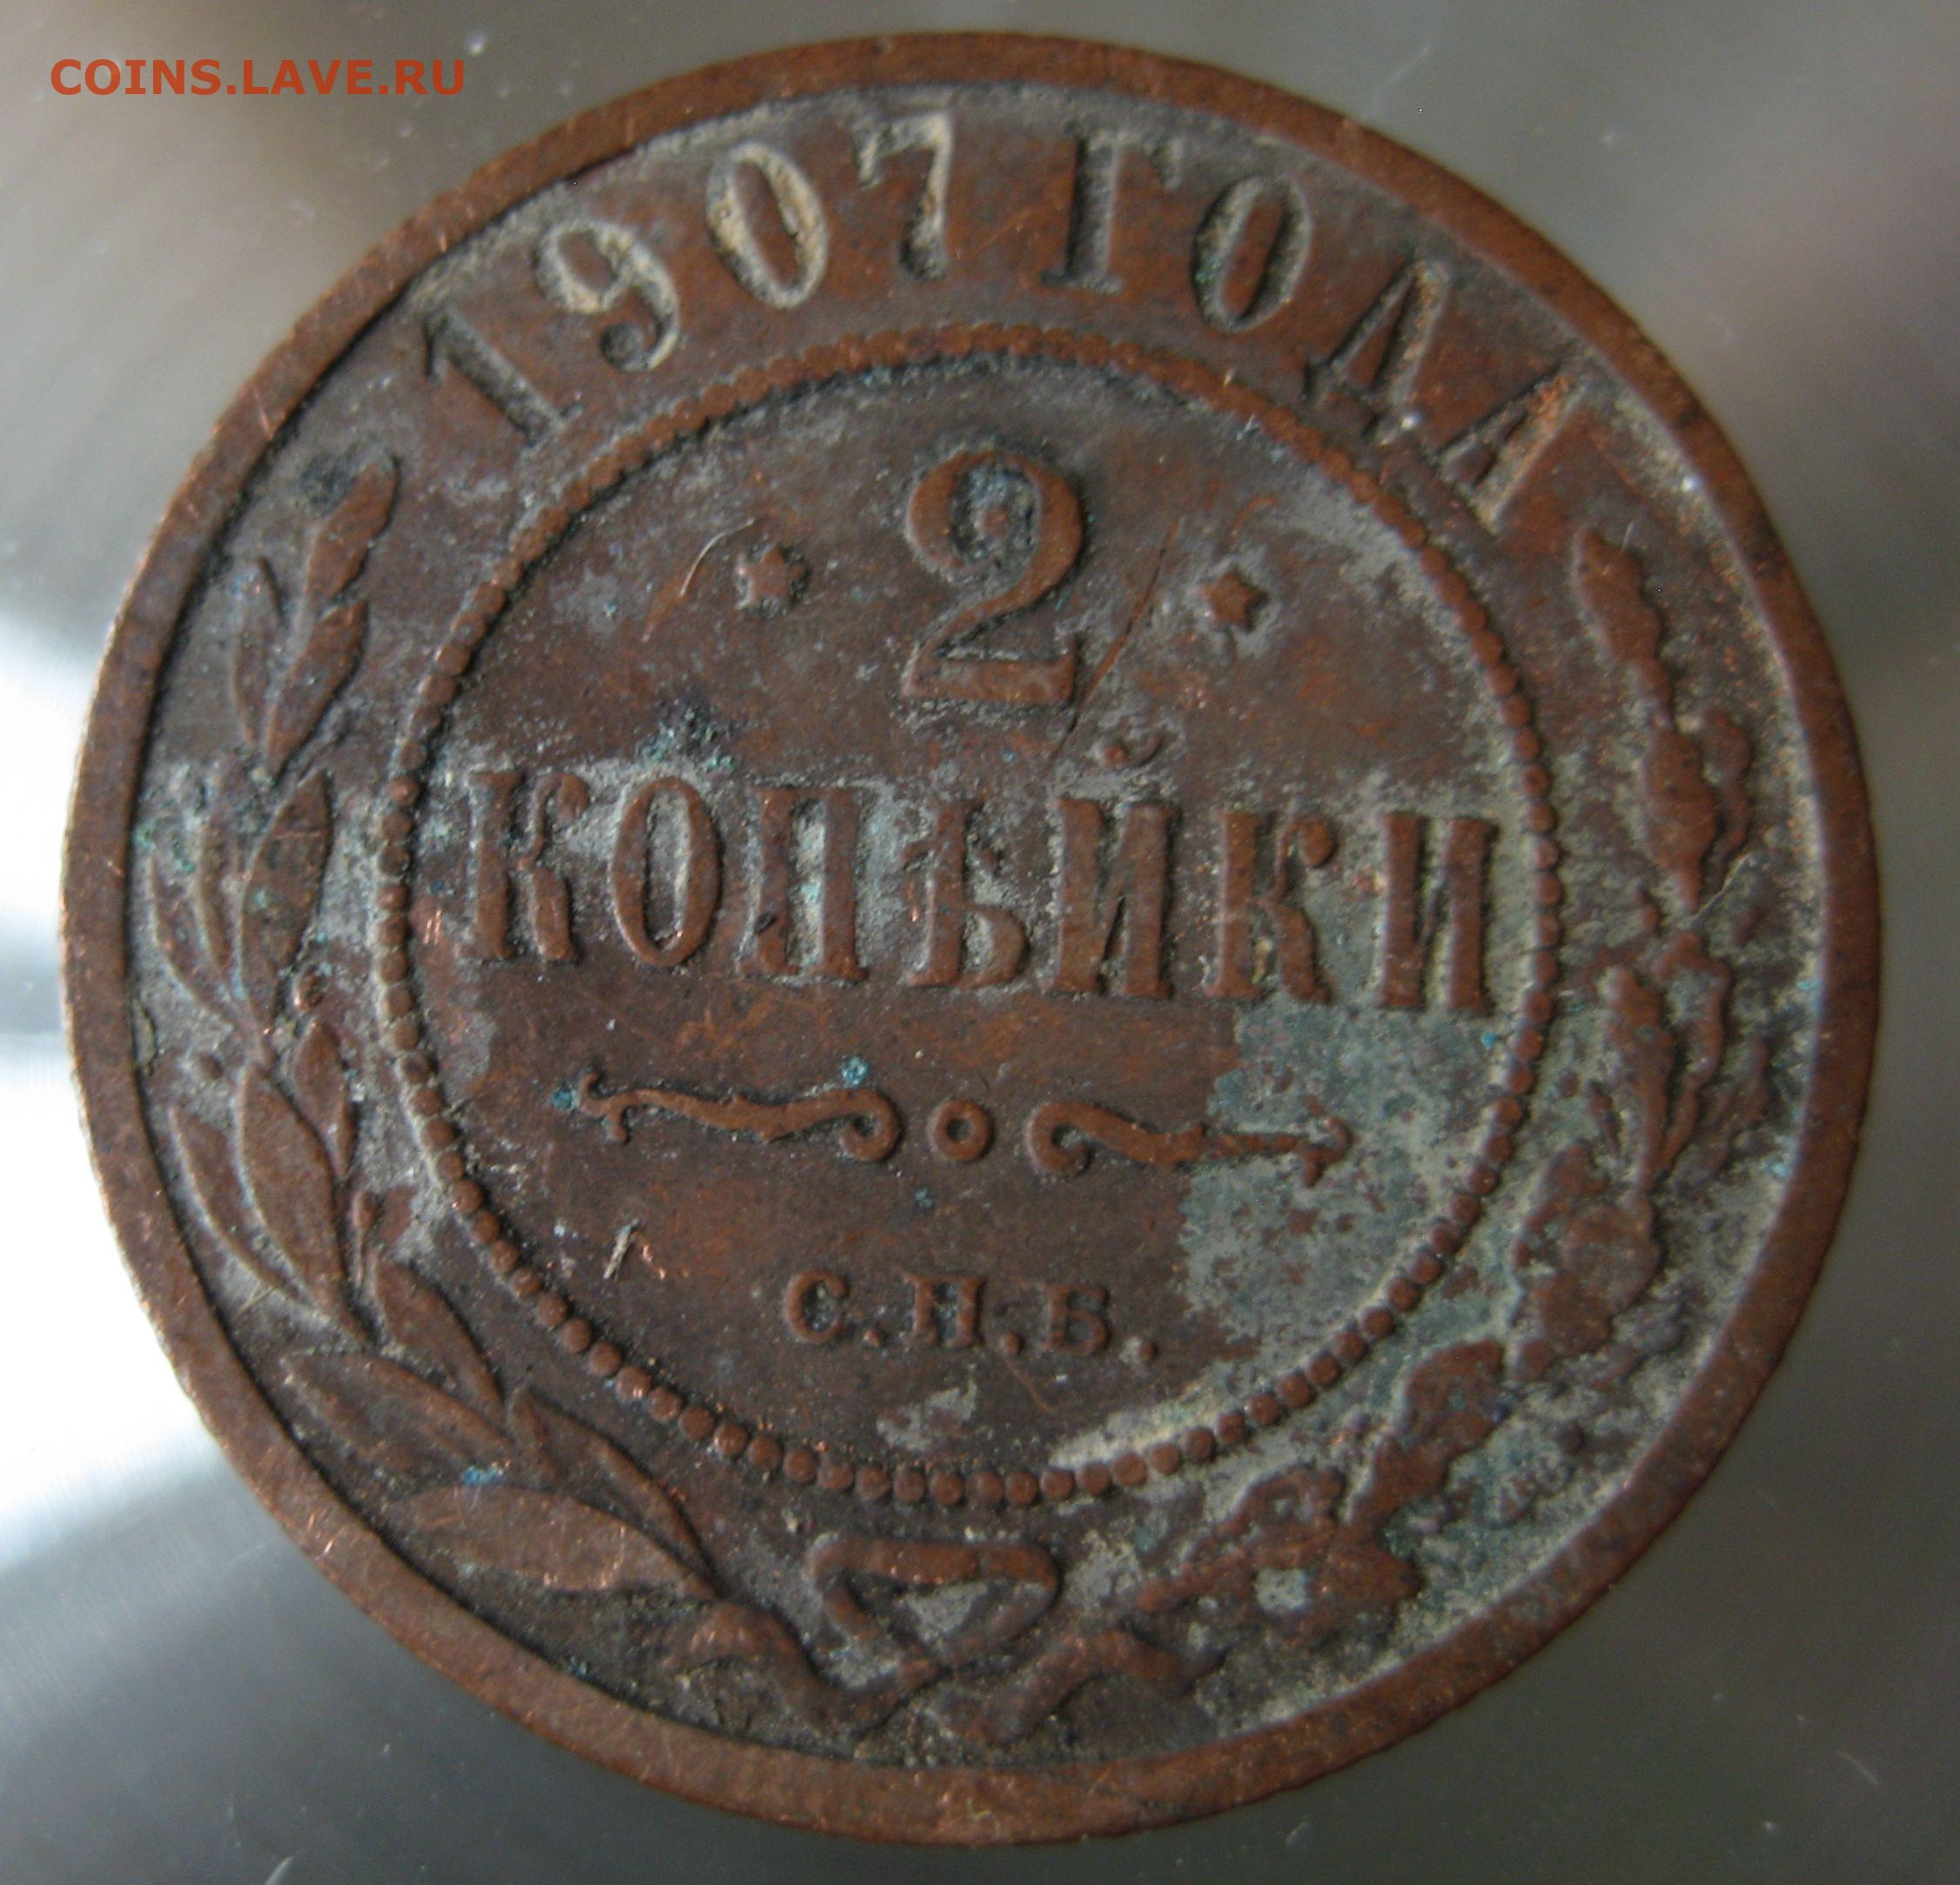 COINS.LAVE.RU
1907 ГОДА
2
КОПѢЙКИ
С.П.Б.